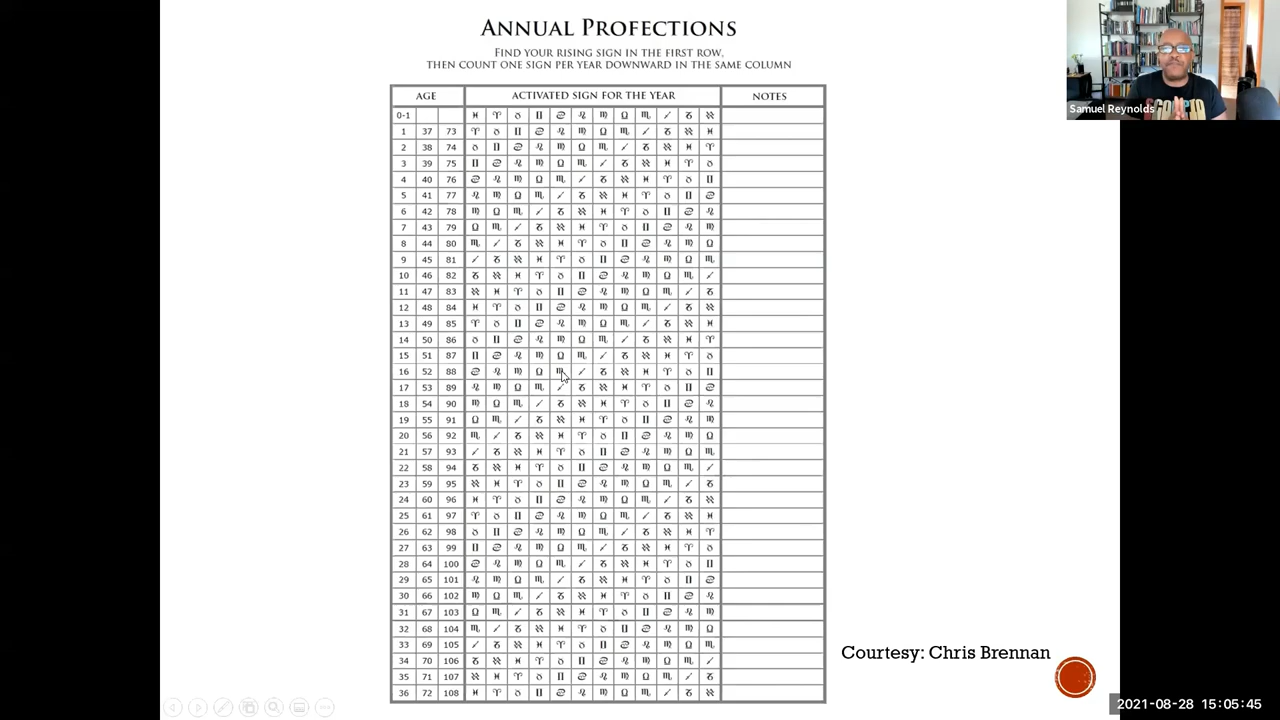 ANNUAL PROFECTIONS
FIND YOUR RISING SIGN IN THE FIRST ROW,
THEN COUNT ONE SIGN PER YEAR DOWNWARD IN THE SAME COLUMN
Samuel Reynolds
AGE ACTIVATED SIGN FOR THE YEAR NOTES
0-1 ♓ ♈ ♉ ♊ ♋ ♌ ♍ ♎ ♏ ♐ ♑ ♒
1 37 73 ♈ ♉ ♊ ♋ ♌ ♍ ♎ ♏ ♐ ♑ ♒ ♓
2 38 74 ♉ ♊ ♋ ♌ ♍ ♎ ♏ ♐ ♑ ♒ ♓ ♈
3 39 75 ♊ ♋ ♌ ♍ ♎ ♏ ♐ ♑ ♒ ♓ ♈ ♉
4 40 76 ♋ ♌ ♍ ♎ ♏ ♐ ♑ ♒ ♓ ♈ ♉ ♊
5 41 77 ♌ ♍ ♎ ♏ ♐ ♑ ♒ ♓ ♈ ♉ ♊ ♋
6 42 78 ♍ ♎ ♏ ♐ ♑ ♒ ♓ ♈ ♉ ♊ ♋ ♌
7 43 79 ♎ ♏ ♐ ♑ ♒ ♓ ♈ ♉ ♊ ♋ ♌ ♍
8 44 80 ♏ ♐ ♑ ♒ ♓ ♈ ♉ ♊ ♋ ♌ ♍ ♎
9 45 81 ♐ ♑ ♒ ♓ ♈ ♉ ♊ ♋ ♌ ♍ ♎ ♏
10 46 82 ♑ ♒ ♓ ♈ ♉ ♊ ♋ ♌ ♍ ♎ ♏ ♐
11 47 83 ♒ ♓ ♈ ♉ ♊ ♋ ♌ ♍ ♎ ♏ ♐ ♑
12 48 84 ♓ ♈ ♉ ♊ ♋ ♌ ♍ ♎ ♏ ♐ ♑ ♒
13 49 85 ♈ ♉ ♊ ♋ ♌ ♍ ♎ ♏ ♐ ♑ ♒ ♓
14 50 86 ♉ ♊ ♋ ♌ ♍ ♎ ♏ ♐ ♑ ♒ ♓ ♈
15 51 87 ♊ ♋ ♌ ♍ ♎ ♏ ♐ ♑ ♒ ♓ ♈ ♉
16 52 88 ♋ ♌ ♍ ♎ ♏ ♐ ♑ ♒ ♓ ♈ ♉ ♊
17 53 89 ♌ ♍ ♎ ♏ ♐ ♑ ♒ ♓ ♈ ♉ ♊ ♋
18 54 90 ♍ ♎ ♏ ♐ ♑ ♒ ♓ ♈ ♉ ♊ ♋ ♌
19 55 91 ♎ ♏ ♐ ♑ ♒ ♓ ♈ ♉ ♊ ♋ ♌ ♍
20 56 92 ♏ ♐ ♑ ♒ ♓ ♈ ♉ ♊ ♋ ♌ ♍ ♎
21 57 93 ♐ ♑ ♒ ♓ ♈ ♉ ♊ ♋ ♌ ♍ ♎ ♏
22 58 94 ♑ ♒ ♓ ♈ ♉ ♊ ♋ ♌ ♍ ♎ ♏ ♐
23 59 95 ♒ ♓ ♈ ♉ ♊ ♋ ♌ ♍ ♎ ♏ ♐ ♑
24 60 96 ♓ ♈ ♉ ♊ ♋ ♌ ♍ ♎ ♏ ♐ ♑ ♒
25 61 97 ♈ ♉ ♊ ♋ ♌ ♍ ♎ ♏ ♐ ♑ ♒ ♓
26 62 98 ♉ ♊ ♋ ♌ ♍ ♎ ♏ ♐ ♑ ♒ ♓ ♈
27 63 99 ♊ ♋ ♌ ♍ ♎ ♏ ♐ ♑ ♒ ♓ ♈ ♉
28 64 100 ♋ ♌ ♍ ♎ ♏ ♐ ♑ ♒ ♓ ♈ ♉ ♊
29 65 101 ♌ ♍ ♎ ♏ ♐ ♑ ♒ ♓ ♈ ♉ ♊ ♋
30 66 102 ♍ ♎ ♏ ♐ ♑ ♒ ♓ ♈ ♉ ♊ ♋ ♌
31 67 103 ♎ ♏ ♐ ♑ ♒ ♓ ♈ ♉ ♊ ♋ ♌ ♍
32 68 104 ♏ ♐ ♑ ♒ ♓ ♈ ♉ ♊ ♋ ♌ ♍ ♎
33 69 105 ♐ ♑ ♒ ♓ ♈ ♉ ♊ ♋ ♌ ♍ ♎ ♏
34 70 106 ♑ ♒ ♓ ♈ ♉ ♊ ♋ ♌ ♍ ♎ ♏ ♐
35 71 107 ♒ ♓ ♈ ♉ ♊ ♋ ♌ ♍ ♎ ♏ ♐ ♑
36 72 108 ♓ ♈ ♉ ♊ ♋ ♌ ♍ ♎ ♏ ♐ ♑ ♒
Courtesy: Chris Brennan
2021-08-28 15:05:45